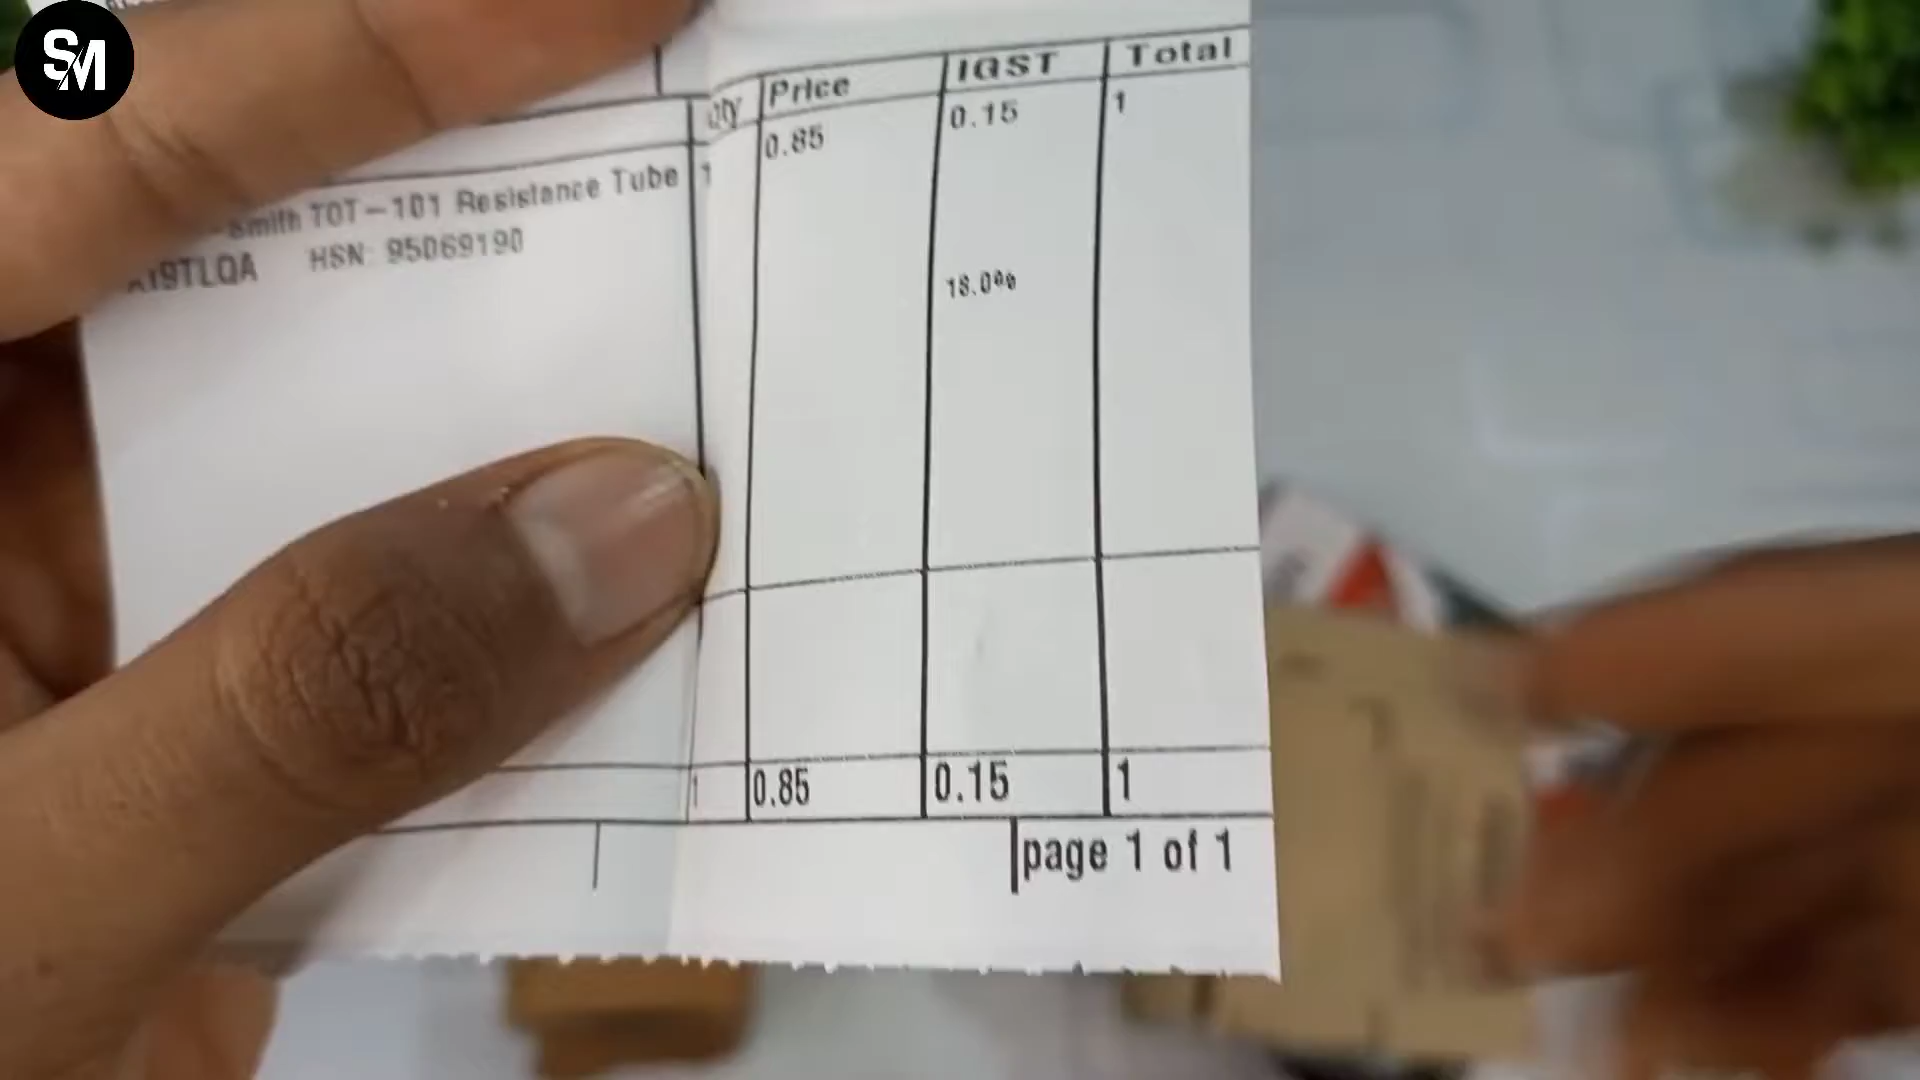 SM
Qty Price IGST Total
Smith TOT-101 Resistance Tube 1 0.85 0.15 1
HSN: 95069190
18.0%
1 0.85 0.15 1
page 1 of 1